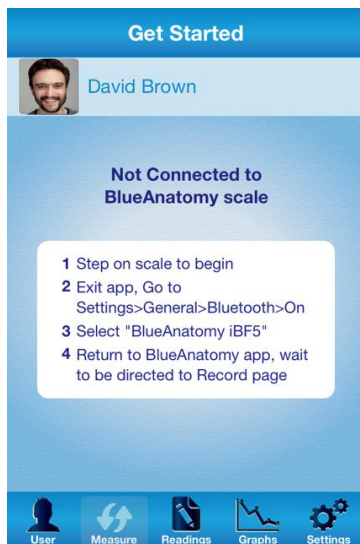 Get Started
David Brown
Not Connected to
BlueAnatomy scale
1 Step on scale to begin
2 Exit app, Go to
Settings>General>Bluetooth>On
3 Select "BlueAnatomy iBF5"
4 Return to BlueAnatomy app, wait
to be directed to Record page
User Measure Readings Graphs Settings